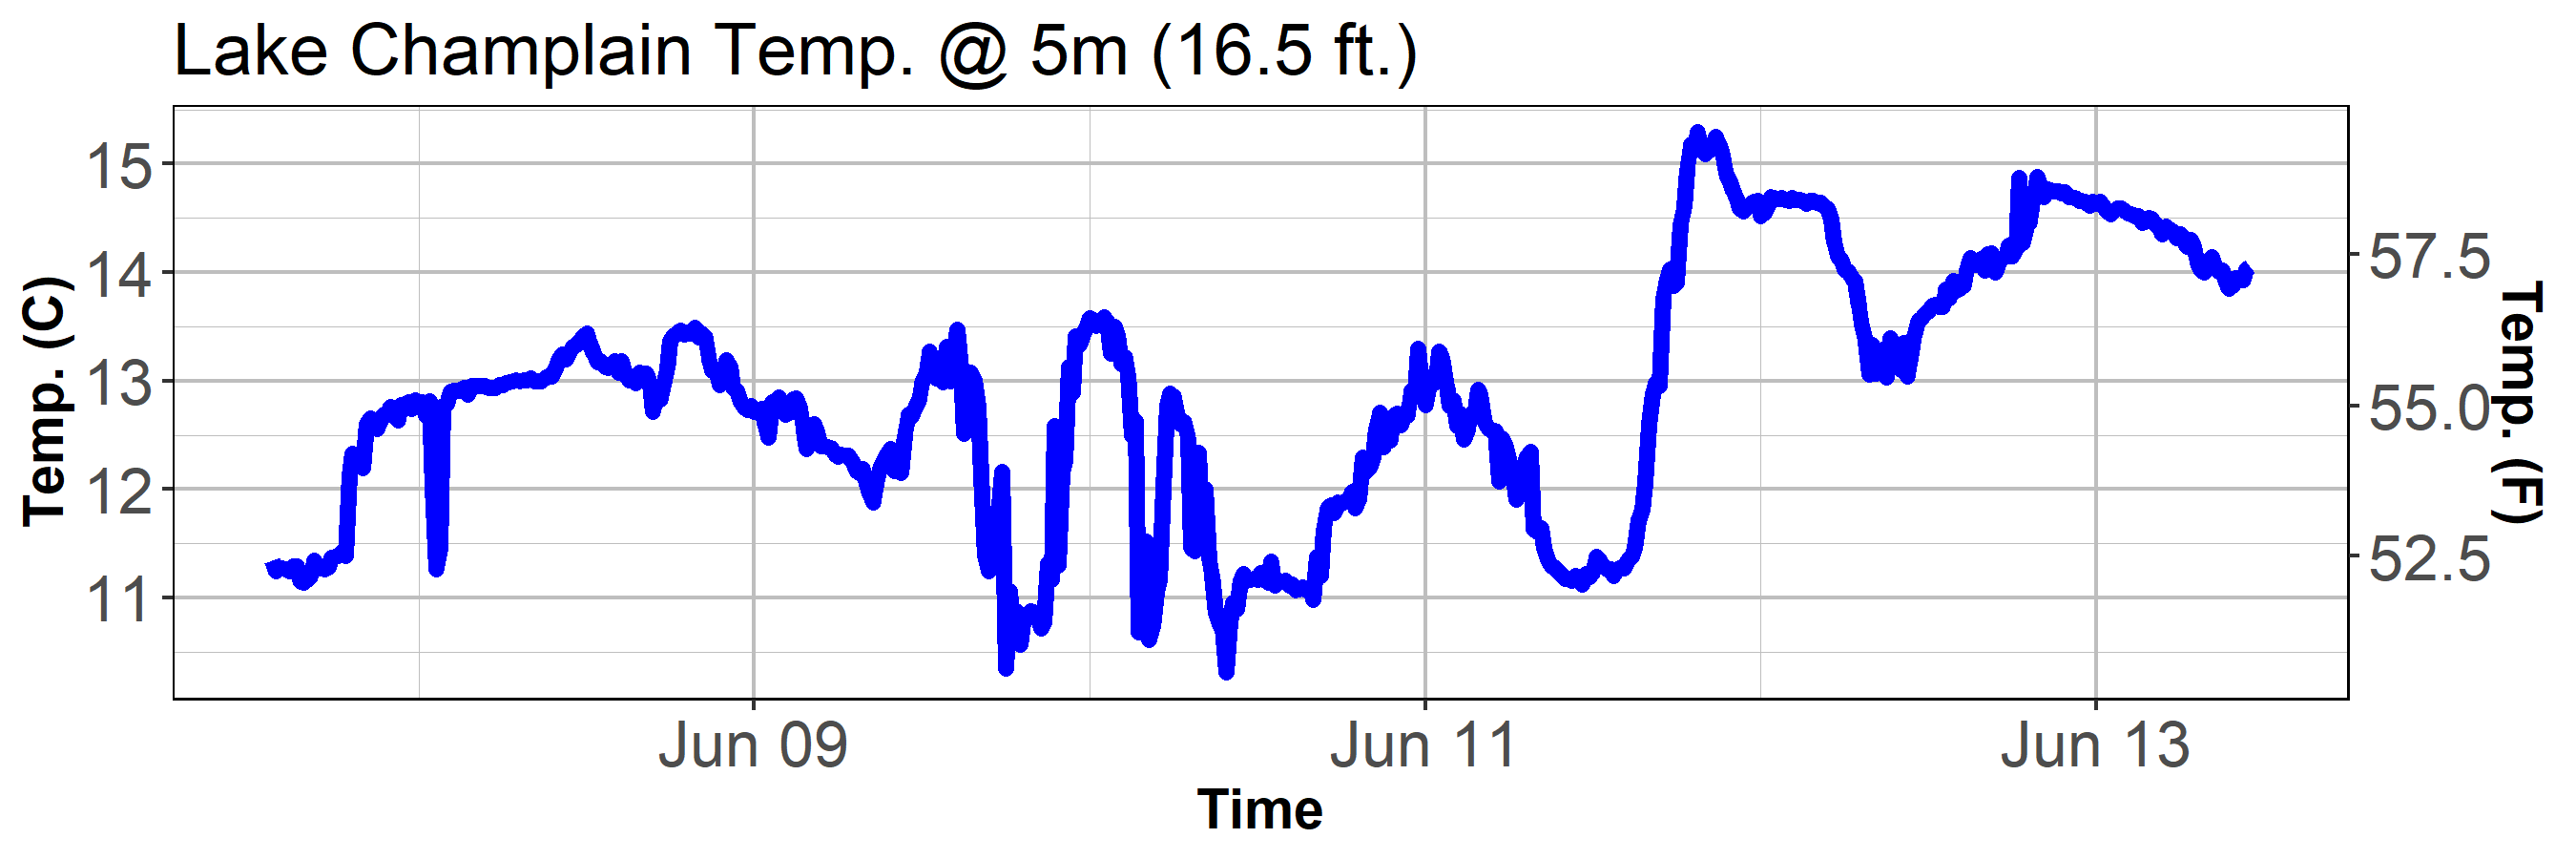 Lake Champlain Temp. @ 5m (16.5 ft.)
Temp. (C)
15
14
13
12
11
57.5
55.0
52.5
Temp. (F)
Jun 09
Jun 11
Jun 13
Time